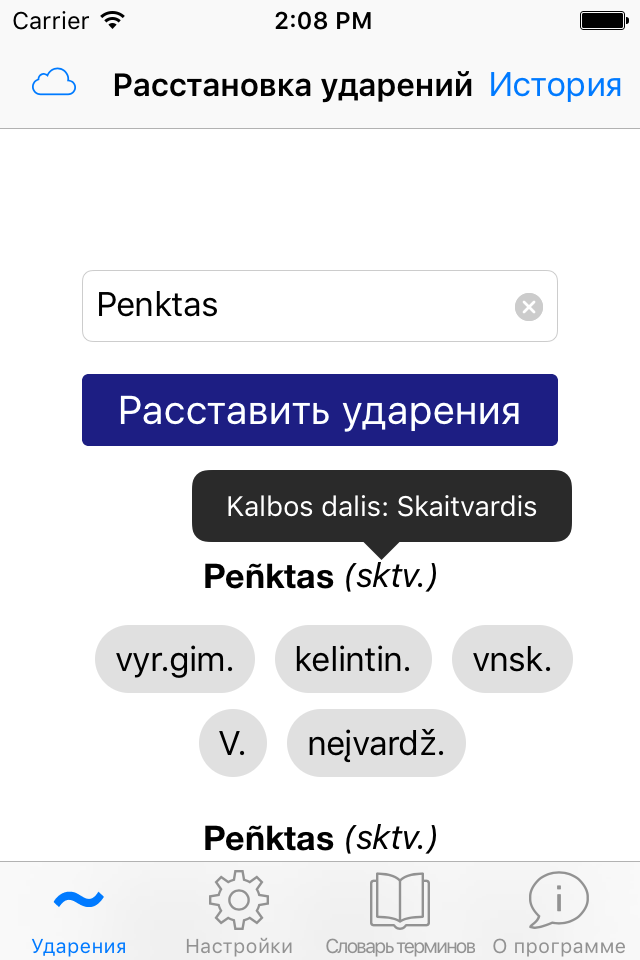 Carrier 2:08 PM
Расстановка ударений История
Penktas
Расставить ударения
Kalbos dalis: Skaitvardis
Peñktas (sktv.)
vyr.gim. kelintin. vnsk.
V. neįvardž.
Peñktas (sktv.)
Ударения Настройки Словарь терминов О программе